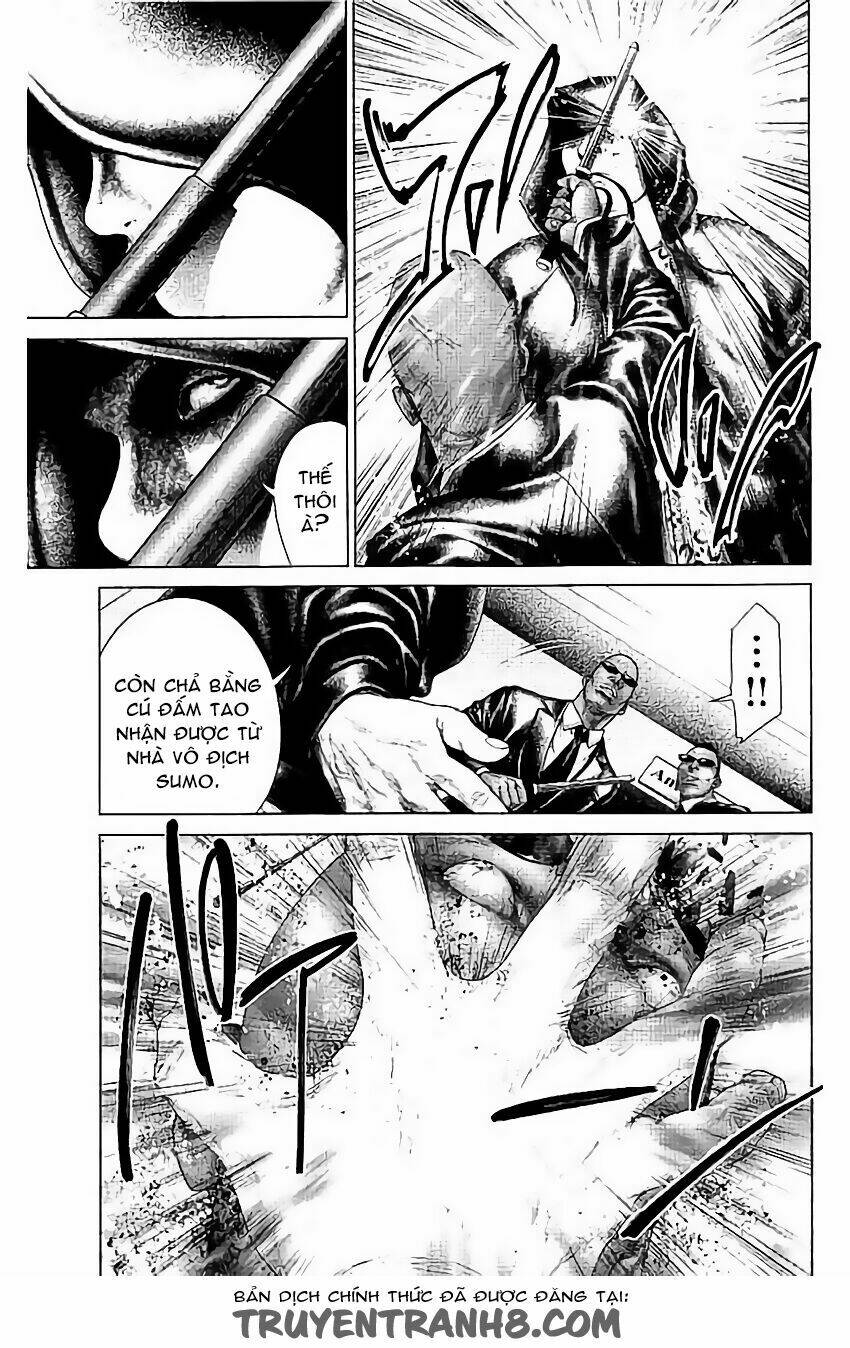 THẾ
THÔI
À?
...!!
CÒN CHẢ BẰNG
CÚ ĐẤM TAO
NHẬN ĐƯỢC TỪ
NHÀ VÔ ĐỊCH
SUMO.
BẢN DỊCH CHÍNH THỨC ĐÃ ĐƯỢC ĐĂNG TẠI:
TRUYENTRANH8.COM